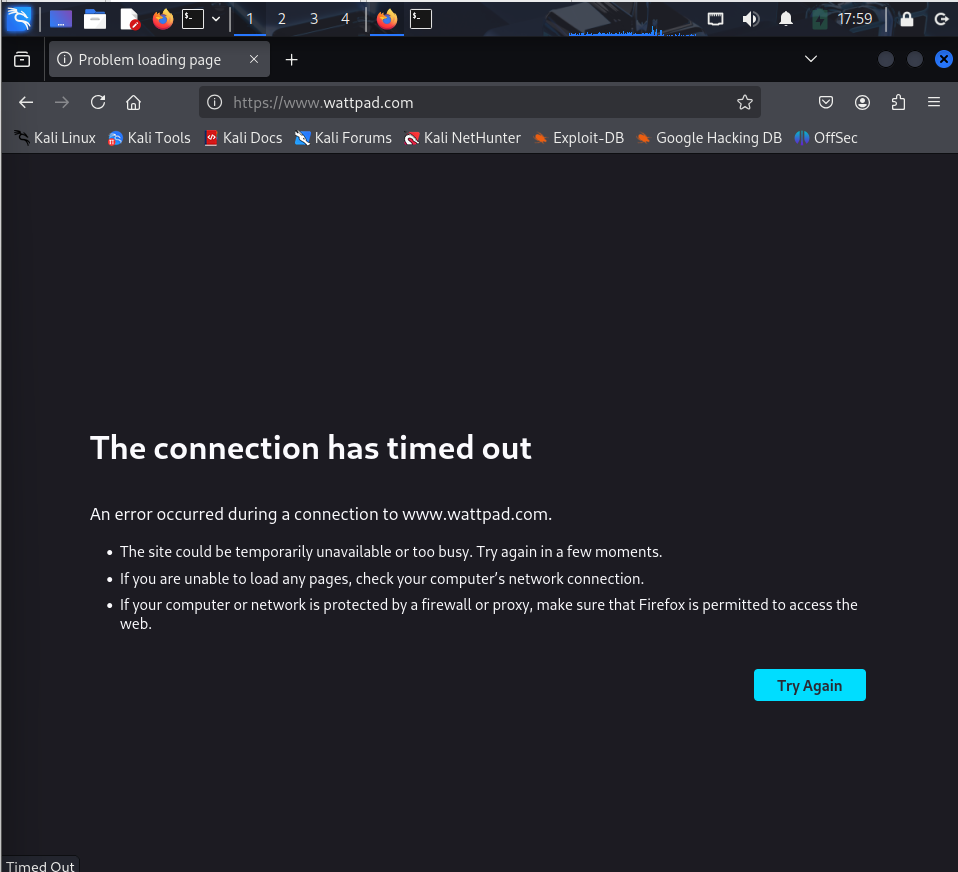 1 2 3 4 17:59
Problem loading page
https://www.wattpad.com
Kali Linux Kali Tools Kali Docs Kali Forums Kali NetHunter Exploit-DB Google Hacking DB OffSec
The connection has timed out
An error occurred during a connection to www.wattpad.com.
• The site could be temporarily unavailable or too busy. Try again in a few moments.
• If you are unable to load any pages, check your computer’s network connection.
• If your computer or network is protected by a firewall or proxy, make sure that Firefox is permitted to access the
web.
Try Again
Timed Out